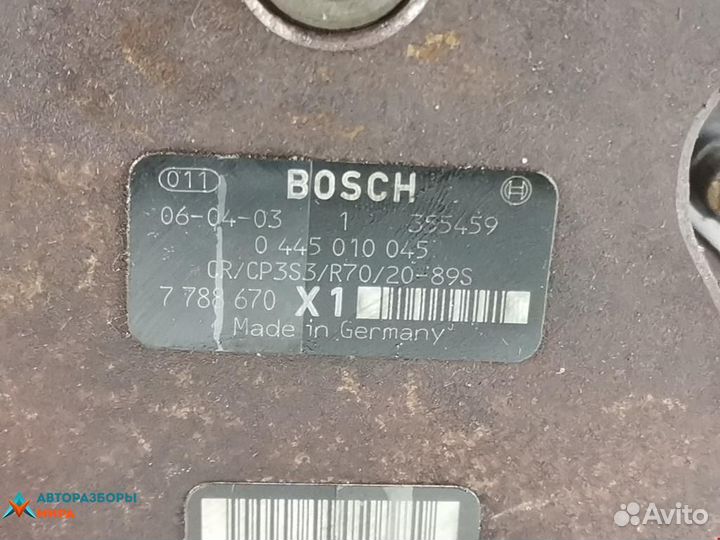 011 BOSCH
06-04-03 1 355459
0 445 010 045
CR/CP3S3/R70/20-89S
7 788 670 X1
Made in Germany
АВТОРАЗБОРЫ
МИРА
Avito